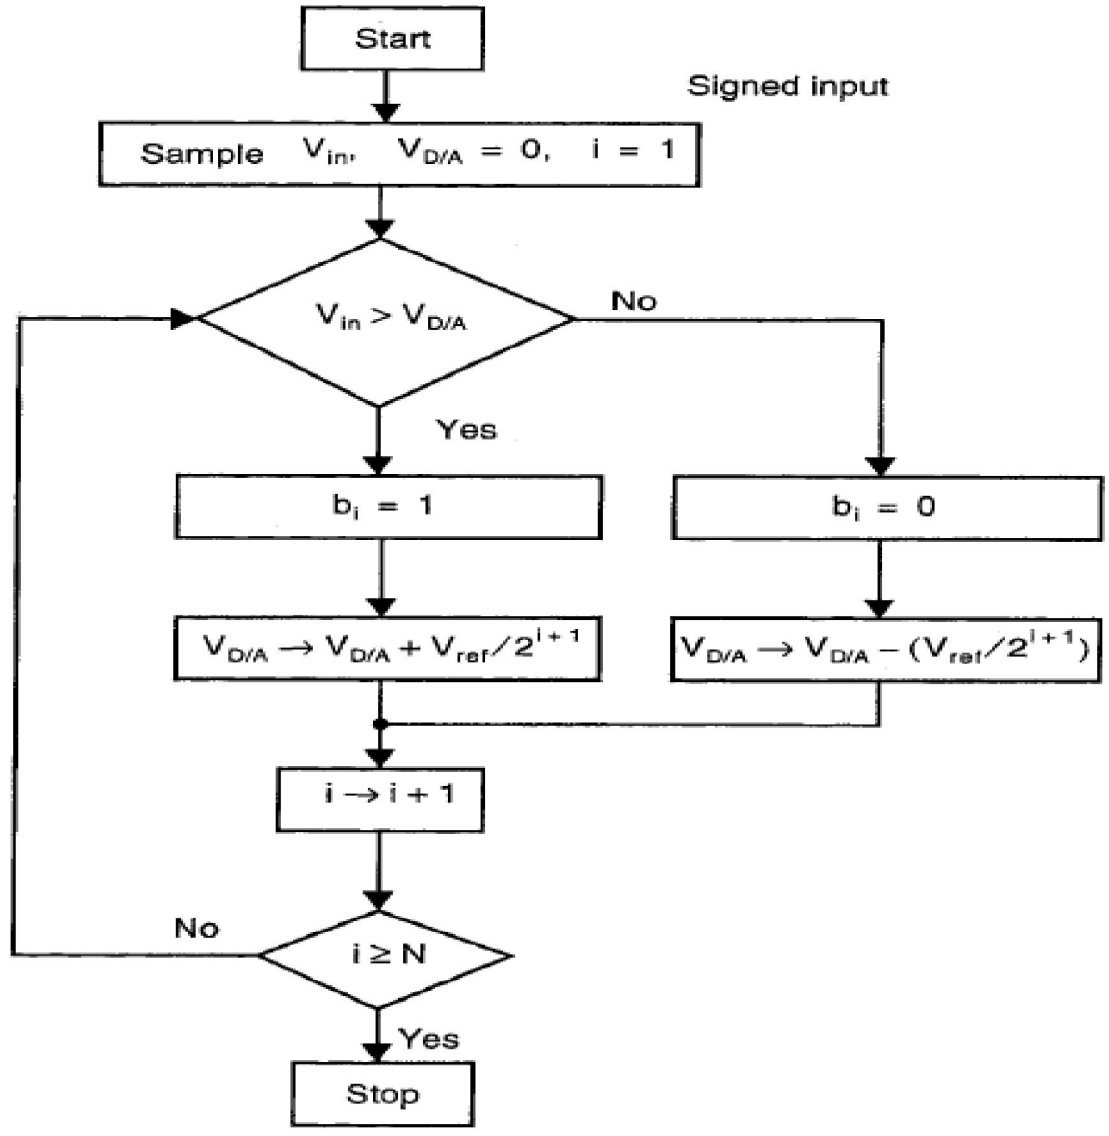 Start
Signed input
Sample V_in, V_D/A = 0, i = 1
V_in > V_D/A
No
Yes
b_i = 1
b_i = 0
V_D/A → V_D/A + V_ref/2^{i + 1}
V_D/A → V_D/A − (V_ref/2^{i + 1})
i → i + 1
No
i ≥ N
Yes
Stop